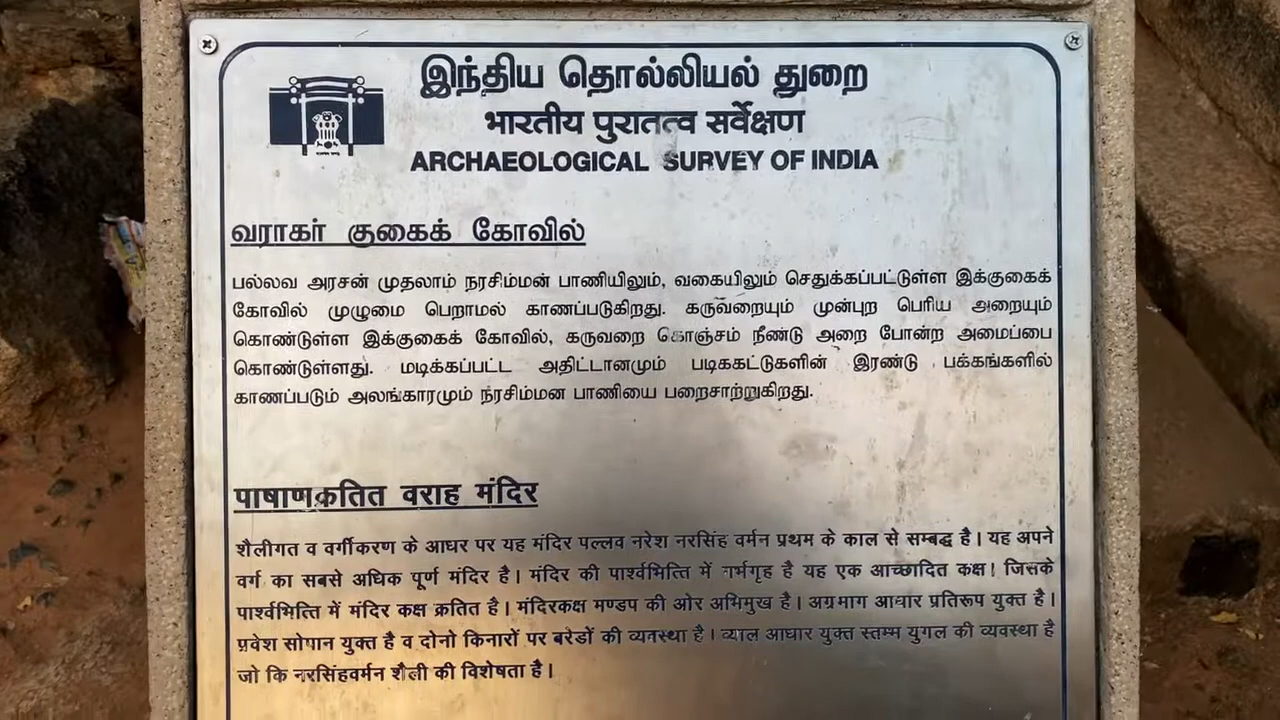 இந்திய தொல்லியல் துறை
भारतीय पुरातत्व सर्वेक्षण
ARCHAEOLOGICAL SURVEY OF INDIA
வராகர் குகைக் கோவில்
பல்லவ அரசன் முதலாம் நரசிம்மன் பாணியிலும், வகையிலும் செதுக்கப்பட்டுள்ள இக்குகைக்
கோவில் முழுமை பெறாமல் காணப்படுகிறது. கருவறையும் முன்புற பெரிய அறையும்
கொண்டுள்ள இக்குகைக் கோவில், கருவறை கொஞ்சம் நீண்டு அறை போன்ற அமைப்பை
கொண்டுள்ளது. மடிக்கப்பட்ட அதிட்டானமும் படிககட்டுகளின் இரண்டு பக்கங்களில்
காணப்படும் அலங்காரமும் நரசிம்மன பாணியை பறைசாற்றுகிறது.
पाषाणक्रतित वराह मंदिर
शैलीगत व वर्गीकरण के आधर पर यह मंदिर पल्लव नरेश नरसिंह वर्मन प्रथम के काल से सम्बद्ध है। यह अपने
वर्ग का सबसे अधिक पूर्ण मंदिर है। मंदिर की पार्श्वभित्ति में गर्भगृह है यह एक आच्छादित कक्ष। जिसके
पार्श्वभित्ति में मंदिर कक्ष क्रतित है। मंदिरकक्ष मण्डप की ओर अभिमुख है। अग्रभाग आधार प्रतिरूप युक्त है।
प्रवेश सोपान युक्त है व दोनो किनारों पर बरेडों की व्यवस्था है। व्याल आधार युक्त स्तम्भ युगल की व्यवस्था है
जो कि नरसिंहवर्मन शैली की विशेषता है।